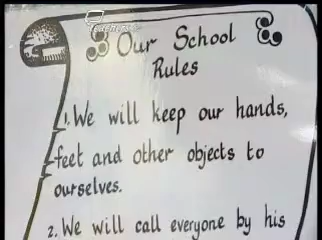 Our School
Rules
1. We will keep our hands,
feet and other objects to
ourselves.
2. We will call everyone by his